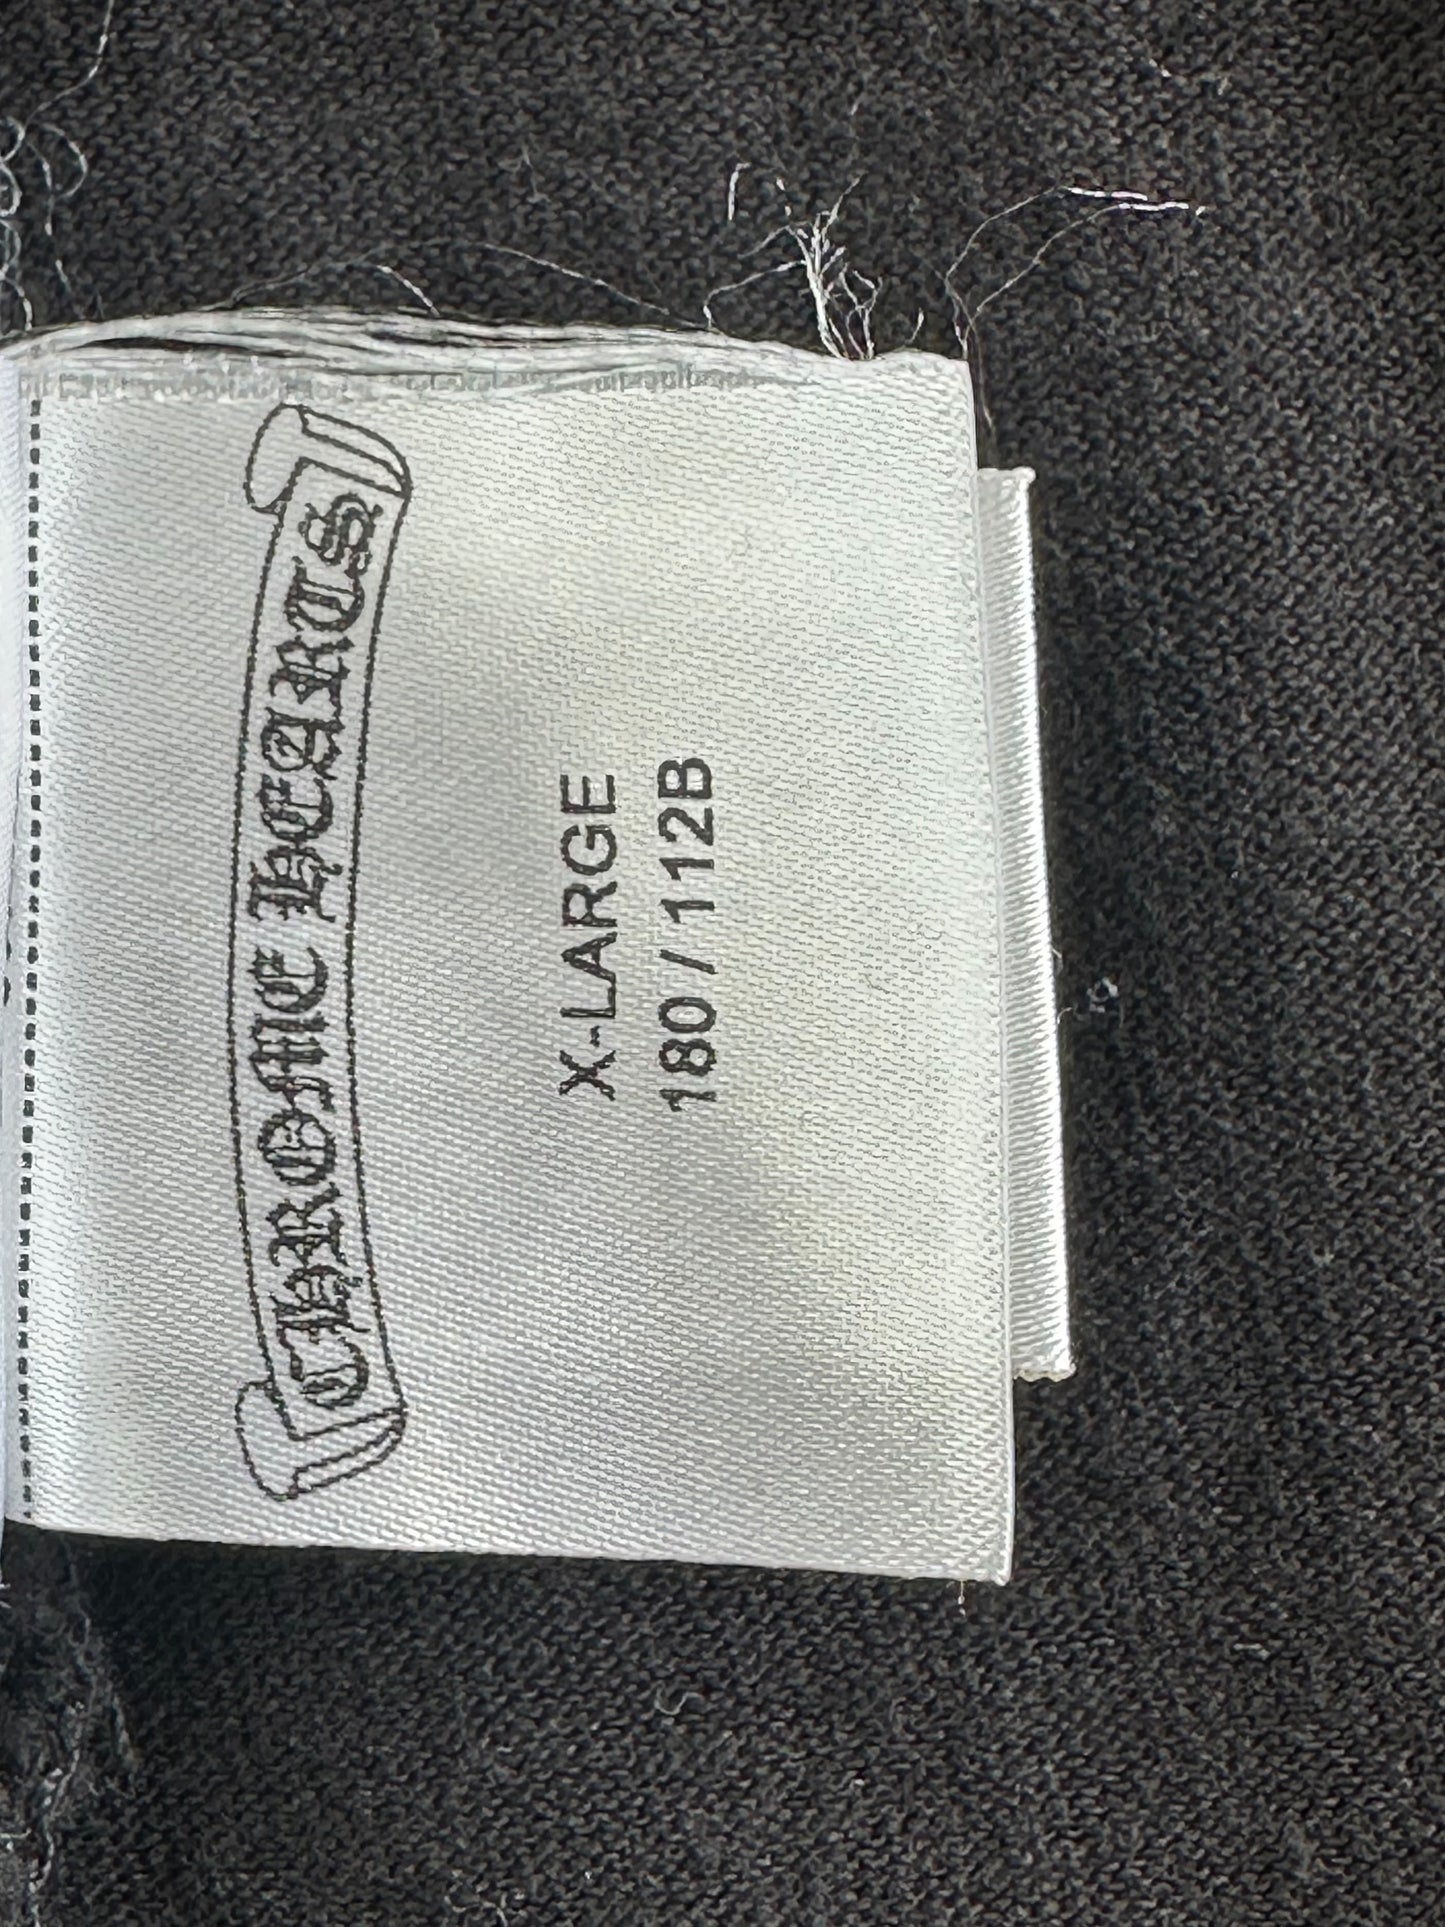 CHROME HEARTS
X-LARGE
180 / 112B